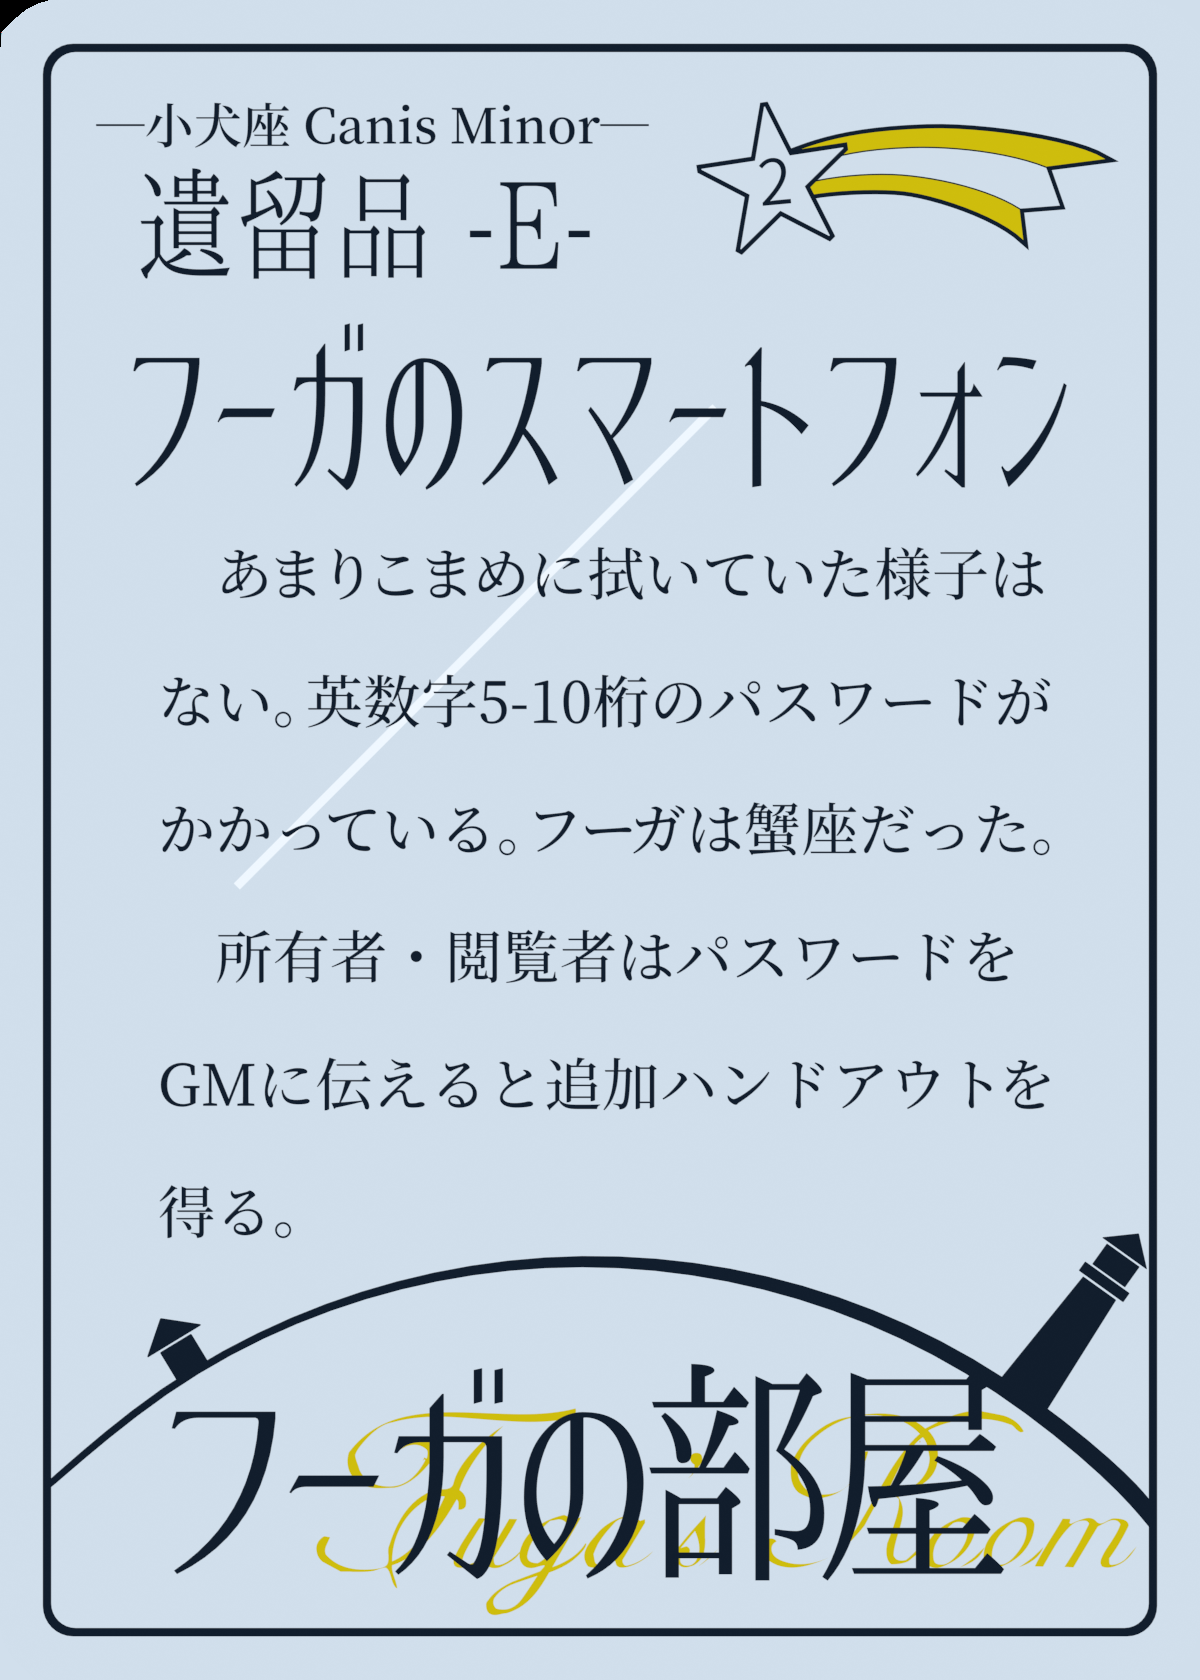 —小犬座 Canis Minor—
遺留品 -E-
2
フーガのスマートフォン
あまりこまめに拭いていた様子は
ない。英数字5-10桁のパスワードが
かかっている。フーガは蟹座だった。
所有者・閲覧者はパスワードを
GMに伝えると追加ハンドアウトを
得る。
フーガの部屋
Fuga's Room